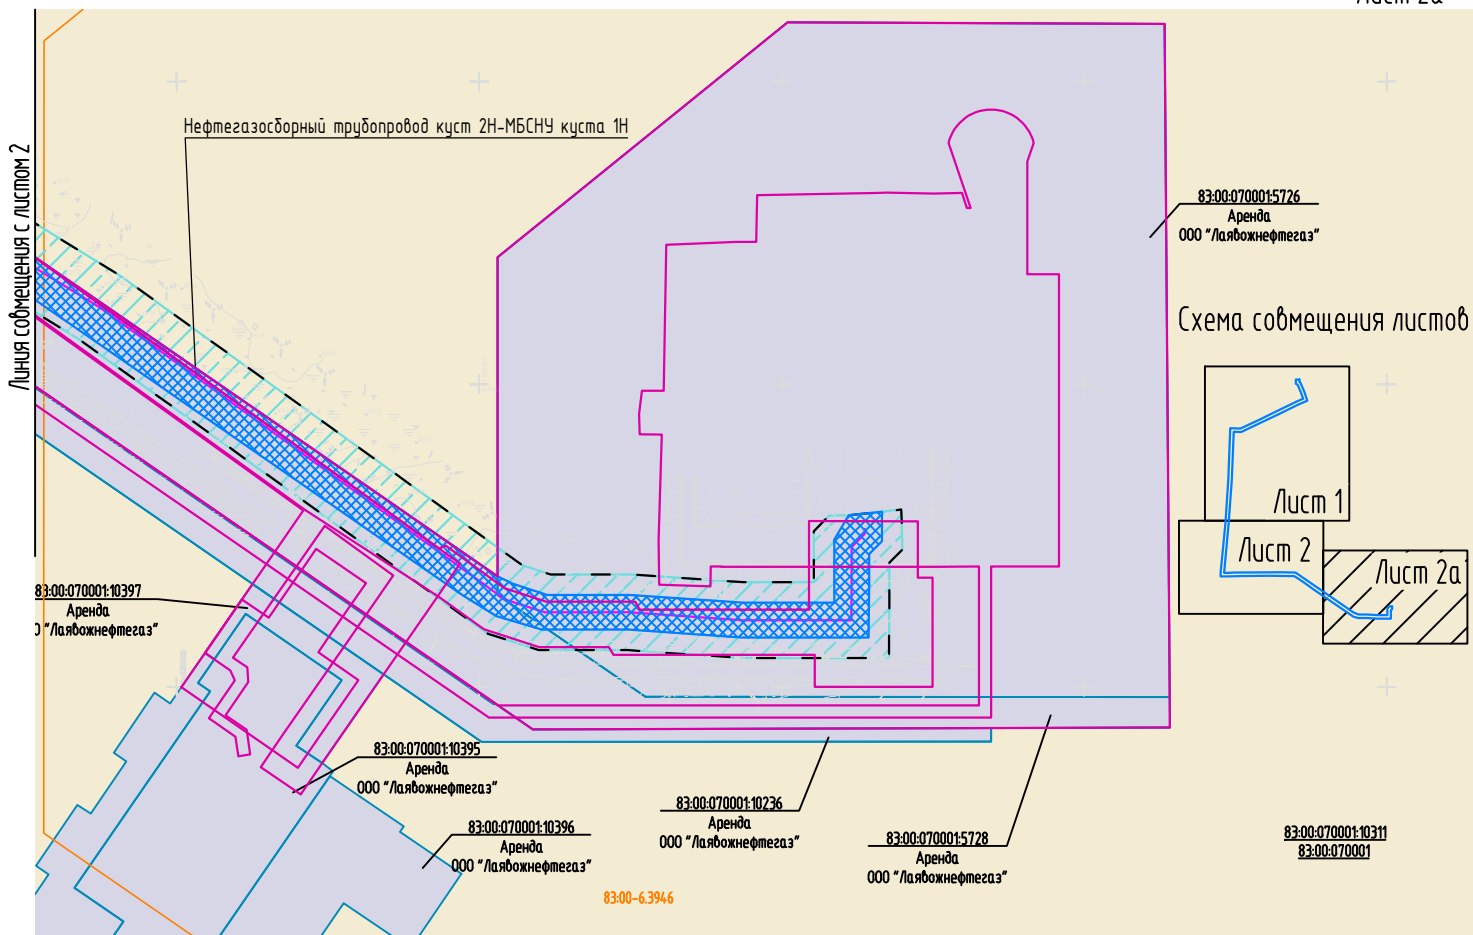 Лист 2а
Нефтегазосборный трубопровод куст 2Н-МБСНУ куста 1Н
Линия совмещения с листом 2
83:00:070001:5726
Аренда
ООО "Лаявожнефтегаз"
Схема совмещения листов
Лист 1
Лист 2
Лист 2а
83:00:070001:10397
Аренда
О "Лаявожнефтегаз"
83:00:070001:10395
Аренда
ООО "Лаявожнефтегаз"
83:00:070001:10396
Аренда
ООО "Лаявожнефтегаз"
83:00:070001:10236
Аренда
ООО "Лаявожнефтегаз"
83:00:070001:5728
Аренда
ООО "Лаявожнефтегаз"
83:00:070001:10311
83:00:070001
83:00-6.3946